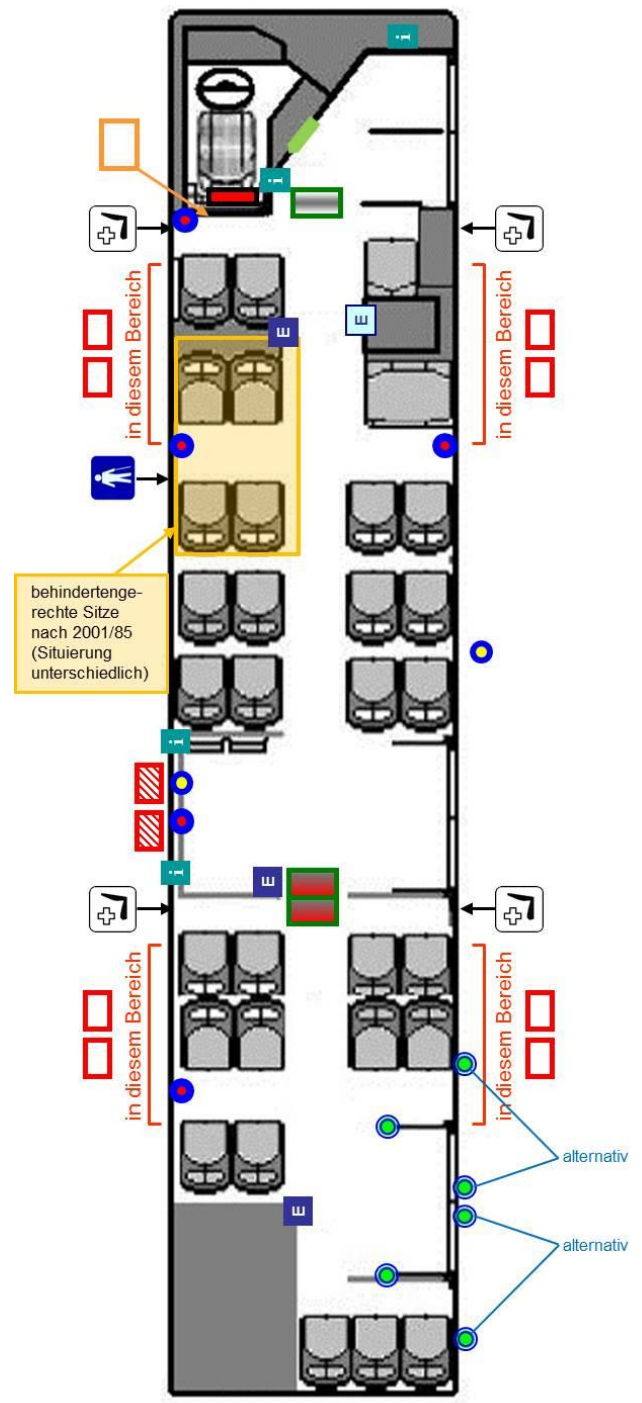 i
i
in diesem Bereich
E
E
in diesem Bereich
behindertenge-
rechte Sitze
nach 2001/85
(Situierung
unterschiedlich)
i
i
E
in diesem Bereich
in diesem Bereich
alternativ
E
alternativ